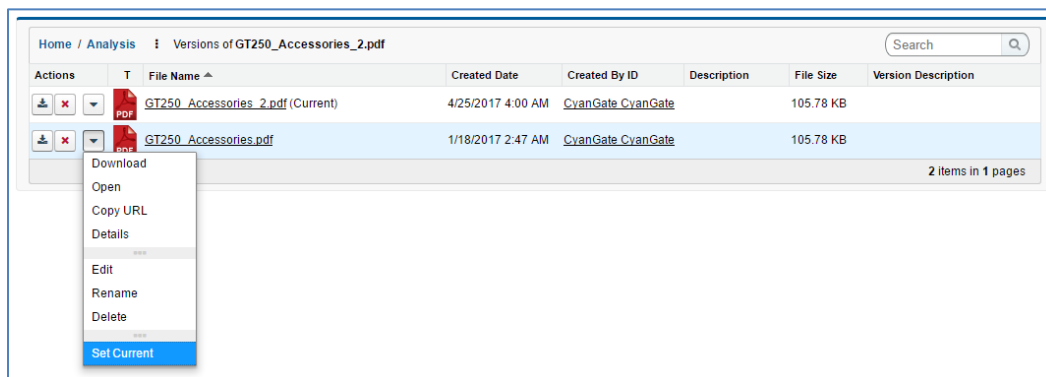 Home / Analysis ⋮ Versions of GT250_Accessories_2.pdf Search
Actions T File Name Created Date Created By ID Description File Size Version Description
PDF GT250_Accessories_2.pdf (Current) 4/25/2017 4:00 AM CyanGate CyanGate 105.78 KB
PDF GT250_Accessories.pdf 1/18/2017 2:47 AM CyanGate CyanGate 105.78 KB
2 items in 1 pages
Download
Open
Copy URL
Details
Edit
Rename
Delete
Set Current